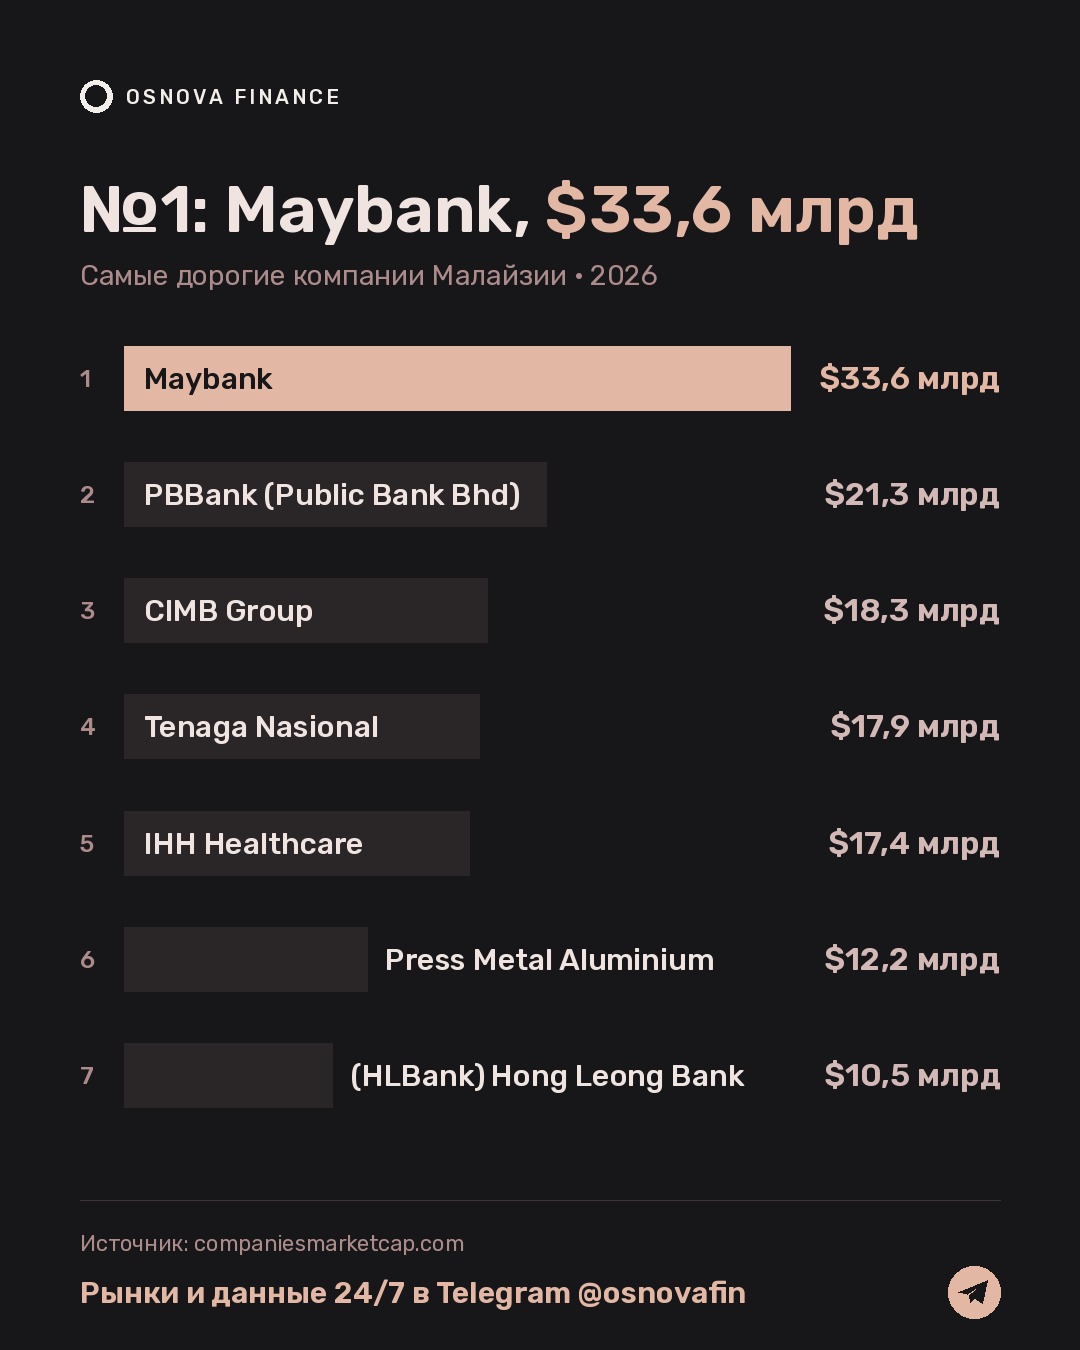 OSNOVA FINANCE
№1: Maybank, $33,6 млрд
Самые дорогие компании Малайзии • 2026
1 Maybank $33,6 млрд
2 PBBank (Public Bank Bhd) $21,3 млрд
3 CIMB Group $18,3 млрд
4 Tenaga Nasional $17,9 млрд
5 IHH Healthcare $17,4 млрд
6 Press Metal Aluminium $12,2 млрд
7 (HLBank) Hong Leong Bank $10,5 млрд
Источник: companiesmarketcap.com
Рынки и данные 24/7 в Telegram @osnovafin